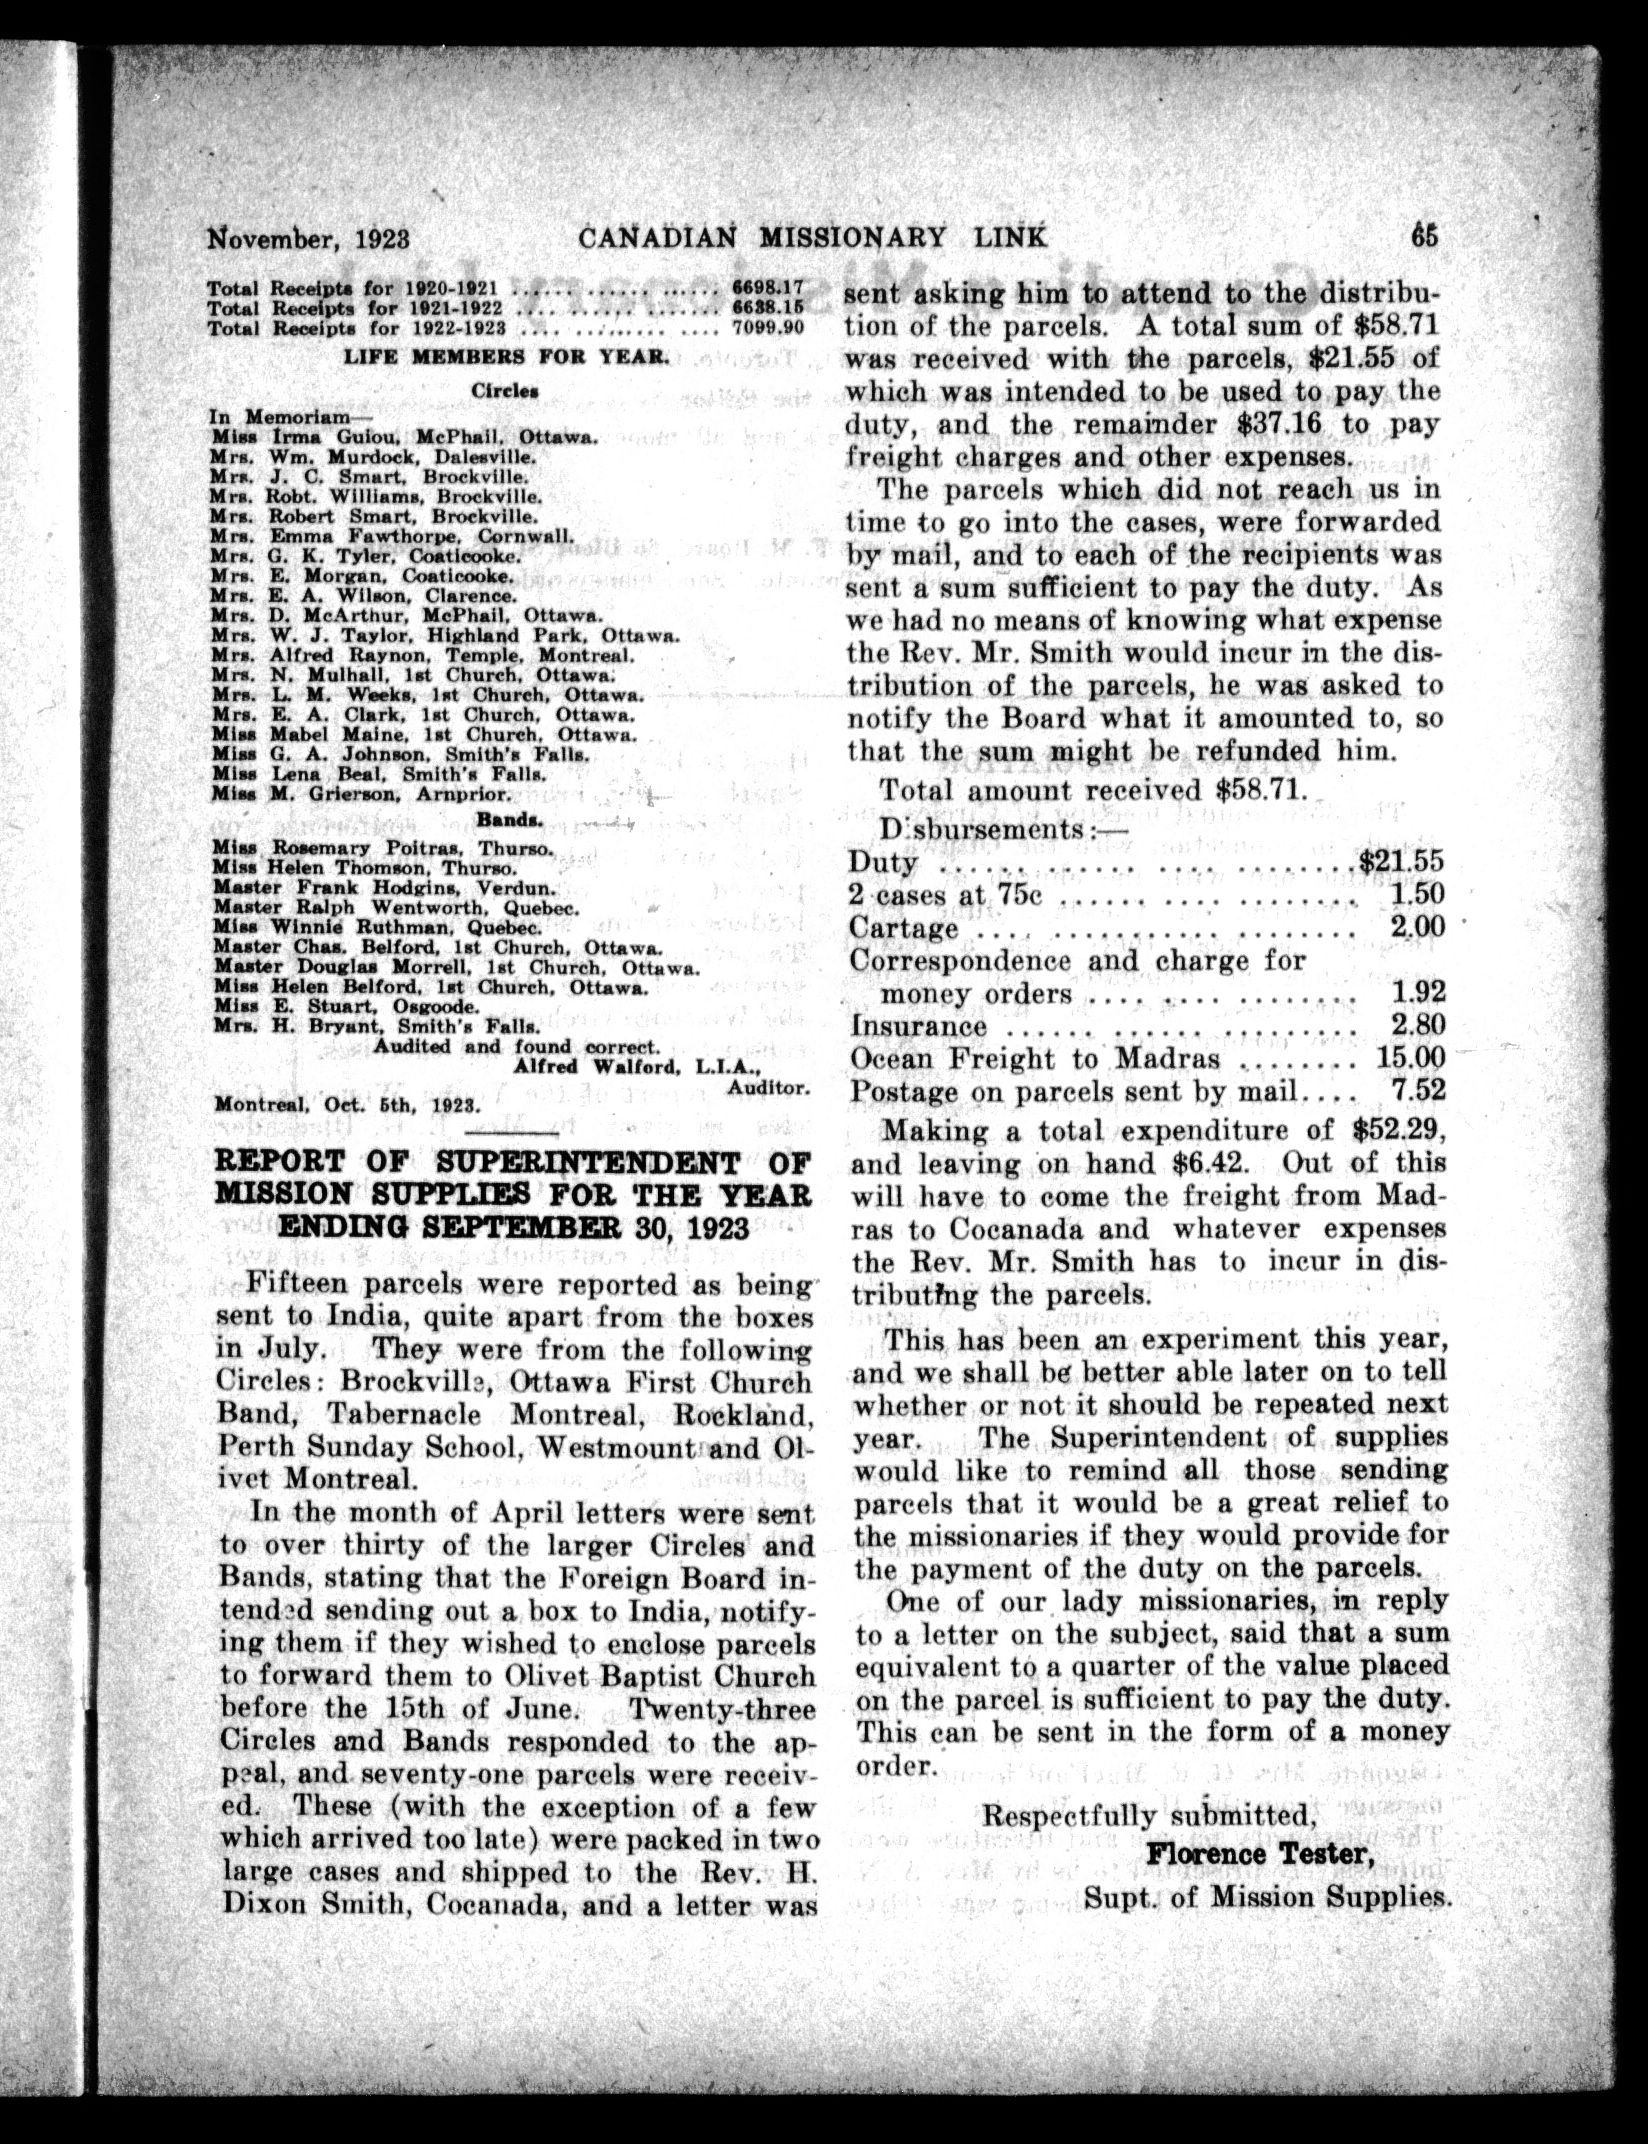 November, 1923 CANADIAN MISSIONARY LINK 65
Total Receipts for 1920-1921 ...... ...... ...... 6698.17
Total Receipts for 1921-1922 .... ...... ....... 6638.15
Total Receipts for 1922-1923 .... .......... .... 7099.90
LIFE MEMBERS FOR YEAR.
Circles
In Memoriam—
Miss Irma Guiou, McPhail, Ottawa.
Mrs. Wm. Murdock, Dalesville.
Mrs. J. C. Smart, Brockville.
Mrs. Robt. Williams, Brockville.
Mrs. Robert Smart, Brockville.
Mrs. Emma Fawthorpe, Cornwall.
Mrs. G. K. Tyler, Coaticooke.
Mrs. E. Morgan, Coaticooke.
Mrs. E. A. Wilson, Clarence.
Mrs. D. McArthur, McPhail, Ottawa.
Mrs. W. J. Taylor, Highland Park, Ottawa.
Mrs. Alfred Raynon, Temple, Montreal.
Mrs. N. Mulhall, 1st Church, Ottawa.
Mrs. L. M. Weeks, 1st Church, Ottawa.
Mrs. E. A. Clark, 1st Church, Ottawa.
Miss Mabel Maine, 1st Church, Ottawa.
Miss G. A. Johnson, Smith's Falls.
Miss Lena Beal, Smith's Falls.
Miss M. Grierson, Arnprior.
Bands.
Miss Rosemary Poitras, Thurso.
Miss Helen Thomson, Thurso.
Master Frank Hodgins, Verdun.
Master Ralph Wentworth, Quebec.
Miss Winnie Ruthman, Quebec.
Master Chas. Belford, 1st Church, Ottawa.
Master Douglas Morrell, 1st Church, Ottawa.
Miss Helen Belford, 1st Church, Ottawa.
Miss E. Stuart, Osgoode.
Mrs. H. Bryant, Smith's Falls.
Audited and found correct.
Alfred Walford, L.I.A.,
Auditor.
Montreal, Oct. 5th, 1923.
REPORT OF SUPERINTENDENT OF
MISSION SUPPLIES FOR THE YEAR
ENDING SEPTEMBER 30, 1923
Fifteen parcels were reported as being
sent to India, quite apart from the boxes
in July. They were from the following
Circles: Brockville, Ottawa First Church
Band, Tabernacle Montreal, Rockland,
Perth Sunday School, Westmount and Ol-
ivet Montreal.
In the month of April letters were sent
to over thirty of the larger Circles and
Bands, stating that the Foreign Board in-
tended sending out a box to India, notify-
ing them if they wished to enclose parcels
to forward them to Olivet Baptist Church
before the 15th of June. Twenty-three
Circles and Bands responded to the ap-
peal, and seventy-one parcels were receiv-
ed. These (with the exception of a few
which arrived too late) were packed in two
large cases and shipped to the Rev. H.
Dixon Smith, Cocanada, and a letter was
sent asking him to attend to the distribu-
tion of the parcels. A total sum of $58.71
was received with the parcels, $21.55 of
which was intended to be used to pay the
duty, and the remainder $37.16 to pay
freight charges and other expenses.
The parcels which did not reach us in
time to go into the cases, were forwarded
by mail, and to each of the recipients was
sent a sum sufficient to pay the duty. As
we had no means of knowing what expense
the Rev. Mr. Smith would incur in the dis-
tribution of the parcels, he was asked to
notify the Board what it amounted to, so
that the sum might be refunded him.
Total amount received $58.71.
Disbursements:—
Duty ...... ...... .... ......... $21.55
2 cases at 75c ...... .... ........ 1.50
Cartage .... ........... ........ 2.00
Correspondence and charge for
money orders .... .... ........ 1.92
Insurance ...... ...... ......... 2.80
Ocean Freight to Madras ........ 15.00
Postage on parcels sent by mail.... 7.52
Making a total expenditure of $52.29,
and leaving on hand $6.42. Out of this
will have to come the freight from Mad-
ras to Cocanada and whatever expenses
the Rev. Mr. Smith has to incur in dis-
tributing the parcels.
This has been an experiment this year,
and we shall be better able later on to tell
whether or not it should be repeated next
year. The Superintendent of supplies
would like to remind all those sending
parcels that it would be a great relief to
the missionaries if they would provide for
the payment of the duty on the parcels.
One of our lady missionaries, in reply
to a letter on the subject, said that a sum
equivalent to a quarter of the value placed
on the parcel is sufficient to pay the duty.
This can be sent in the form of a money
order.
Respectfully submitted,
Florence Tester,
Supt. of Mission Supplies.